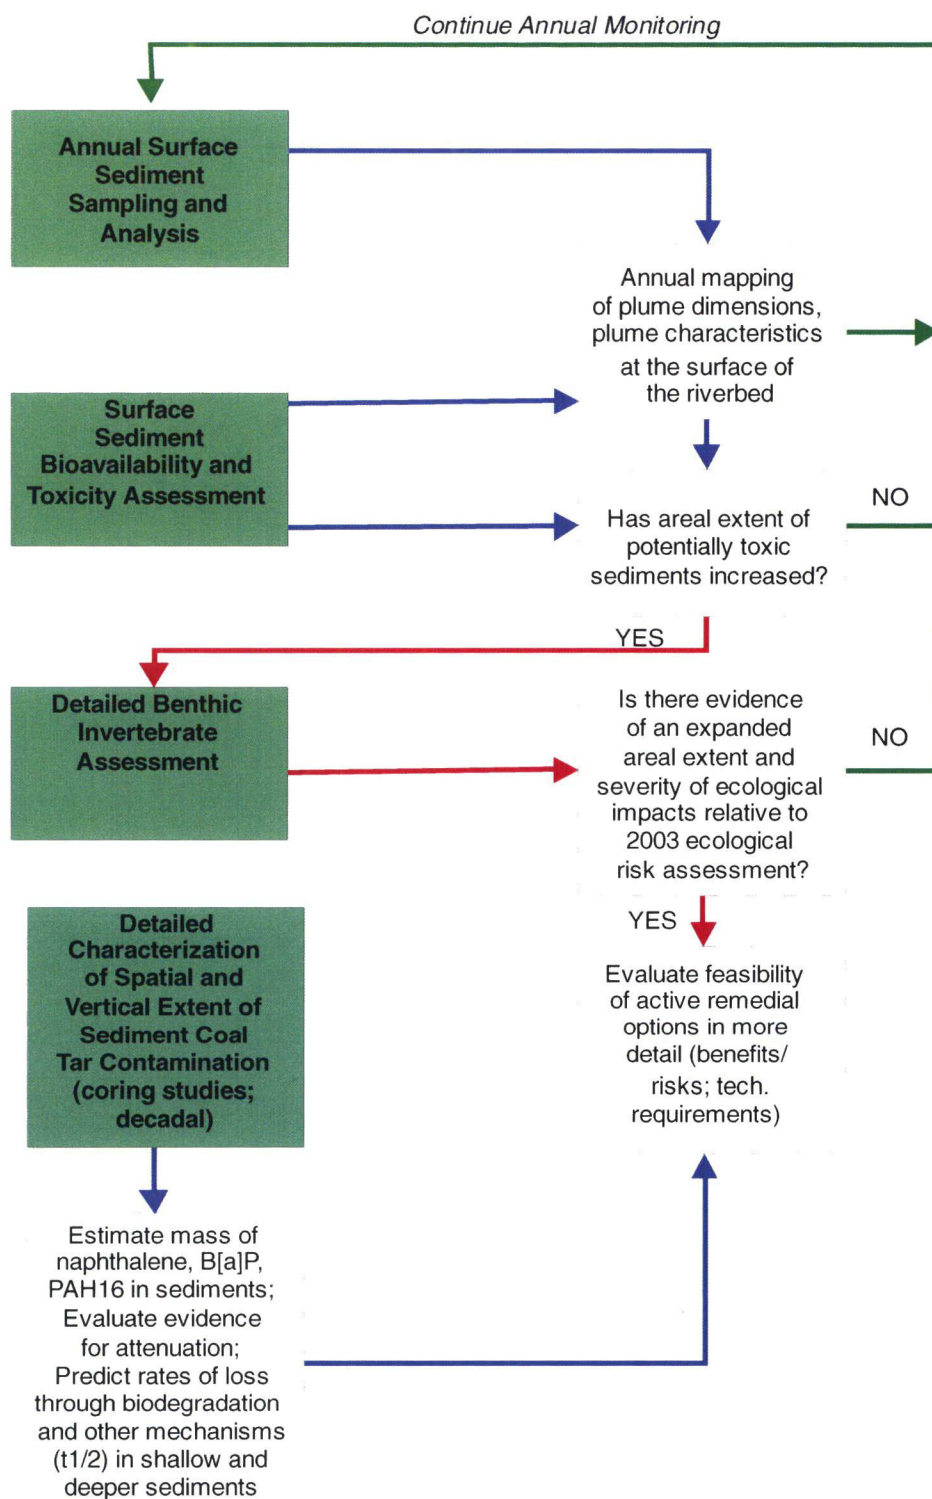 Continue Annual Monitoring
Annual Surface
Sediment
Sampling and
Analysis
Annual mapping
of plume dimensions,
plume characteristics
at the surface of
the riverbed
Surface
Sediment
Bioavailability and
Toxicity Assessment
Has areal extent of
potentially toxic
sediments increased?
NO
YES
Detailed Benthic
Invertebrate
Assessment
Is there evidence
of an expanded
areal extent and
severity of ecological
impacts relative to
2003 ecological
risk assessment?
NO
YES
Detailed
Characterization
of Spatial and
Vertical Extent of
Sediment Coal
Tar Contamination
(coring studies;
decadal)
Evaluate feasibility
of active remedial
options in more
detail (benefits/
risks; tech.
requirements)
Estimate mass of
naphthalene, B[a]P,
PAH16 in sediments;
Evaluate evidence
for attenuation;
Predict rates of loss
through biodegradation
and other mechanisms
(t1/2) in shallow and
deeper sediments